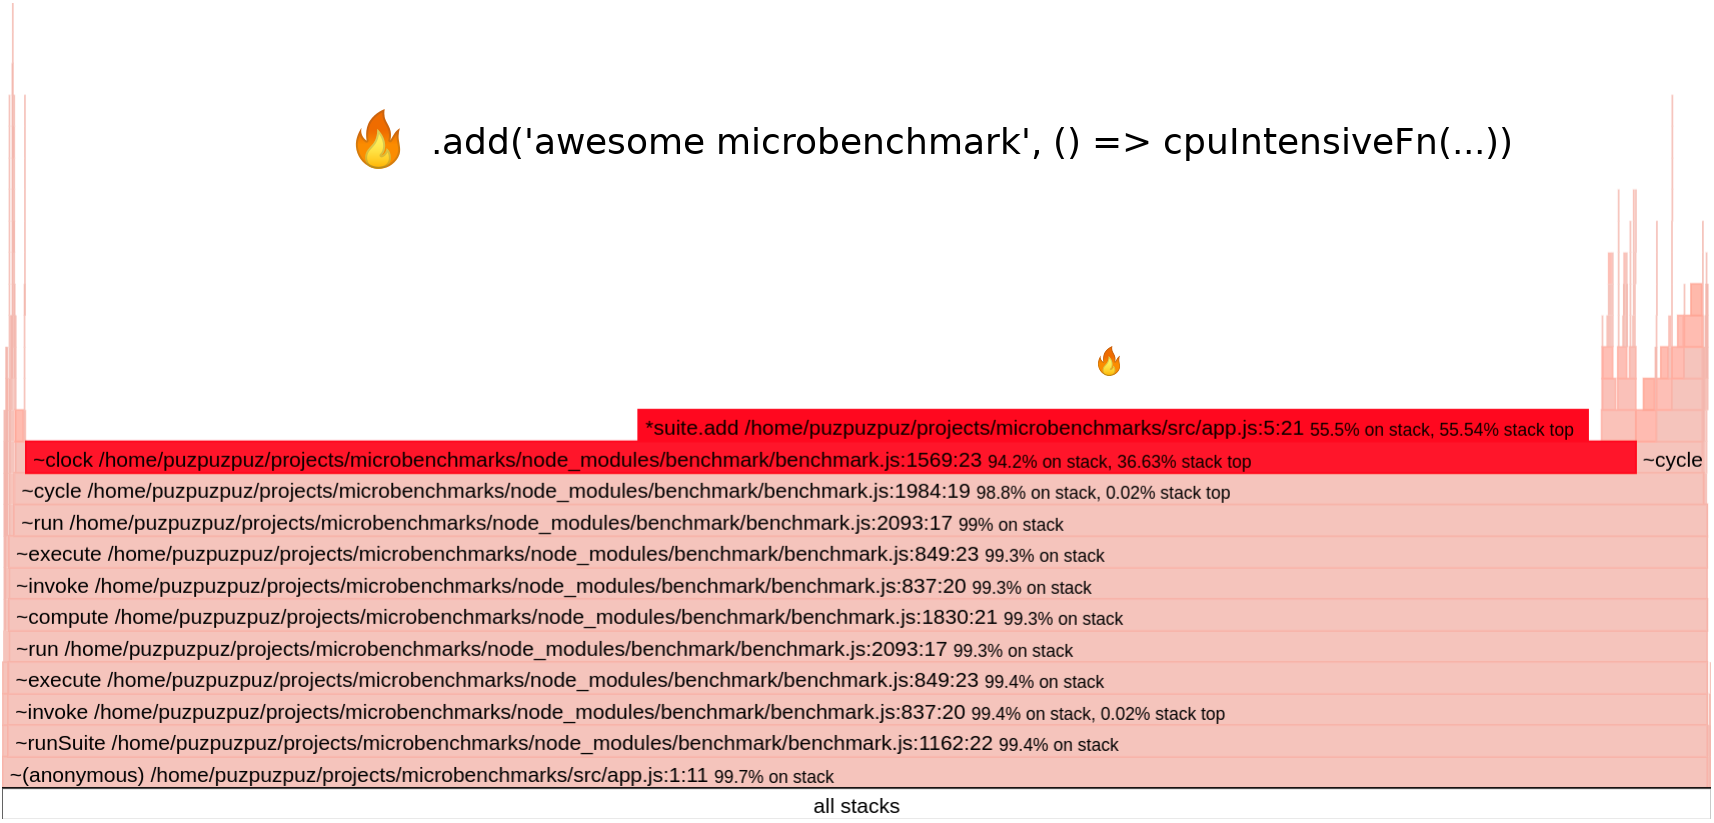 .add('awesome microbenchmark', () => cpuIntensiveFn(...))
*suite.add /home/puzpuzpuz/projects/microbenchmarks/src/app.js:5:21 55.5% on stack, 55.54% stack top
~clock /home/puzpuzpuz/projects/microbenchmarks/node_modules/benchmark/benchmark.js:1569:23 94.2% on stack, 36.63% stack top
~cycle
~cycle /home/puzpuzpuz/projects/microbenchmarks/node_modules/benchmark/benchmark.js:1984:19 98.8% on stack, 0.02% stack top
~run /home/puzpuzpuz/projects/microbenchmarks/node_modules/benchmark/benchmark.js:2093:17 99% on stack
~execute /home/puzpuzpuz/projects/microbenchmarks/node_modules/benchmark/benchmark.js:849:23 99.3% on stack
~invoke /home/puzpuzpuz/projects/microbenchmarks/node_modules/benchmark/benchmark.js:837:20 99.3% on stack
~compute /home/puzpuzpuz/projects/microbenchmarks/node_modules/benchmark/benchmark.js:1830:21 99.3% on stack
~run /home/puzpuzpuz/projects/microbenchmarks/node_modules/benchmark/benchmark.js:2093:17 99.3% on stack
~execute /home/puzpuzpuz/projects/microbenchmarks/node_modules/benchmark/benchmark.js:849:23 99.4% on stack
~invoke /home/puzpuzpuz/projects/microbenchmarks/node_modules/benchmark/benchmark.js:837:20 99.4% on stack, 0.02% stack top
~runSuite /home/puzpuzpuz/projects/microbenchmarks/node_modules/benchmark/benchmark.js:1162:22 99.4% on stack
~(anonymous) /home/puzpuzpuz/projects/microbenchmarks/src/app.js:1:11 99.7% on stack
all stacks